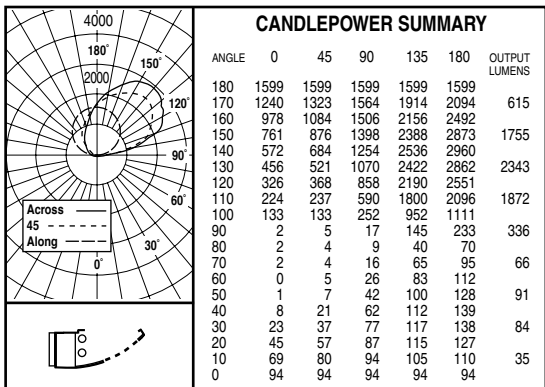 4000
180°
150°
2000
120°
90°
60°
Across
45
Along
30°
0°
CANDLEPOWER SUMMARY
ANGLE 0 45 90 135 180 OUTPUT
LUMENS
180 1599 1599 1599 1599 1599
170 1240 1323 1564 1914 2094 615
160 978 1084 1506 2156 2492
150 761 876 1398 2388 2873 1755
140 572 684 1254 2536 2960
130 456 521 1070 2422 2862 2343
120 326 368 858 2190 2551
110 224 237 590 1800 2096 1872
100 133 133 252 952 1111
90 2 5 17 145 233 336
80 2 4 9 40 70
70 2 4 16 65 95 66
60 0 5 26 83 112
50 1 7 42 100 128 91
40 8 21 62 112 139
30 23 37 77 117 138 84
20 45 57 87 115 127
10 69 80 94 105 110 35
0 94 94 94 94 94